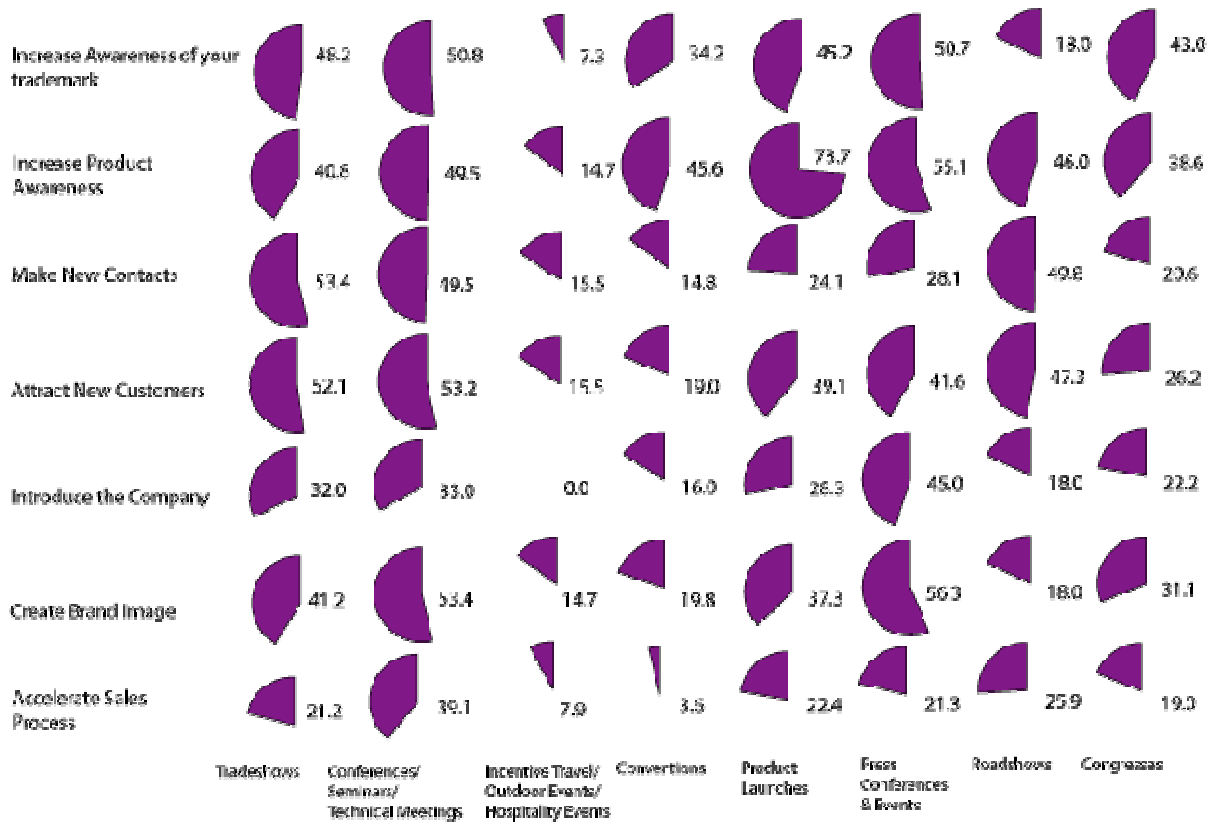 Increase Awareness of your
trademark
48.2 50.8 7.3 34.2 45.2 50.7 18.0 43.0
Increase Product
Awareness
40.8 49.5 14.7 45.6 73.7 55.1 46.0 38.6
Make New Contacts
53.4 49.5 15.5 14.8 24.1 28.1 49.8 20.6
Attract New Customers
52.1 53.2 15.5 19.0 39.1 41.6 47.3 26.2
Introduce the Company
32.0 33.0 0.0 16.0 28.3 45.0 18.0 22.2
Create Brand Image
41.2 53.4 14.7 19.8 37.3 56.3 18.0 31.1
Accelerate Sales
Process
21.2 39.1 7.9 3.5 22.4 21.3 25.9 19.0
Tradeshows
Conferences/
Seminars/
Technical Meetings
Incentive Travel/
Outdoor Events/
Hospitality Events
Conventions
Product
Launches
Press
Conferences
& Events
Roadshows
Congresses